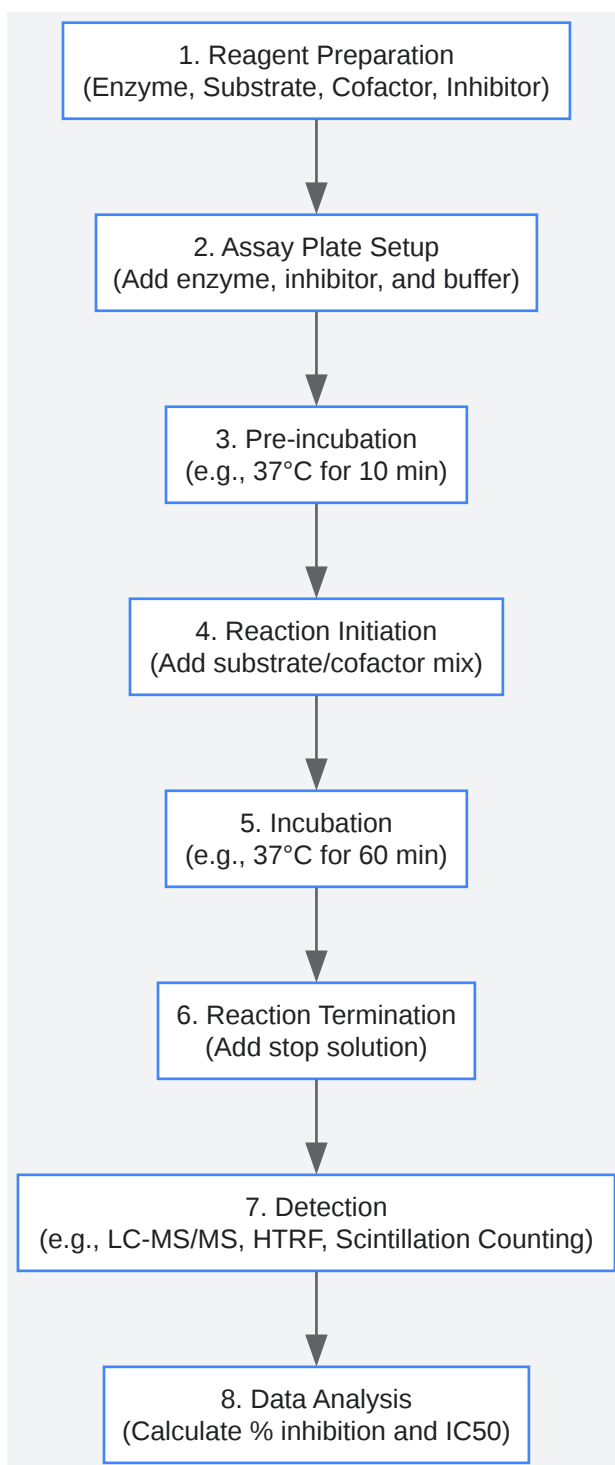 1. Reagent Preparation
(Enzyme, Substrate, Cofactor, Inhibitor)
2. Assay Plate Setup
(Add enzyme, inhibitor, and buffer)
3. Pre-incubation
(e.g., 37°C for 10 min)
4. Reaction Initiation
(Add substrate/cofactor mix)
5. Incubation
(e.g., 37°C for 60 min)
6. Reaction Termination
(Add stop solution)
7. Detection
(e.g., LC-MS/MS, HTRF, Scintillation Counting)
8. Data Analysis
(Calculate % inhibition and IC50)